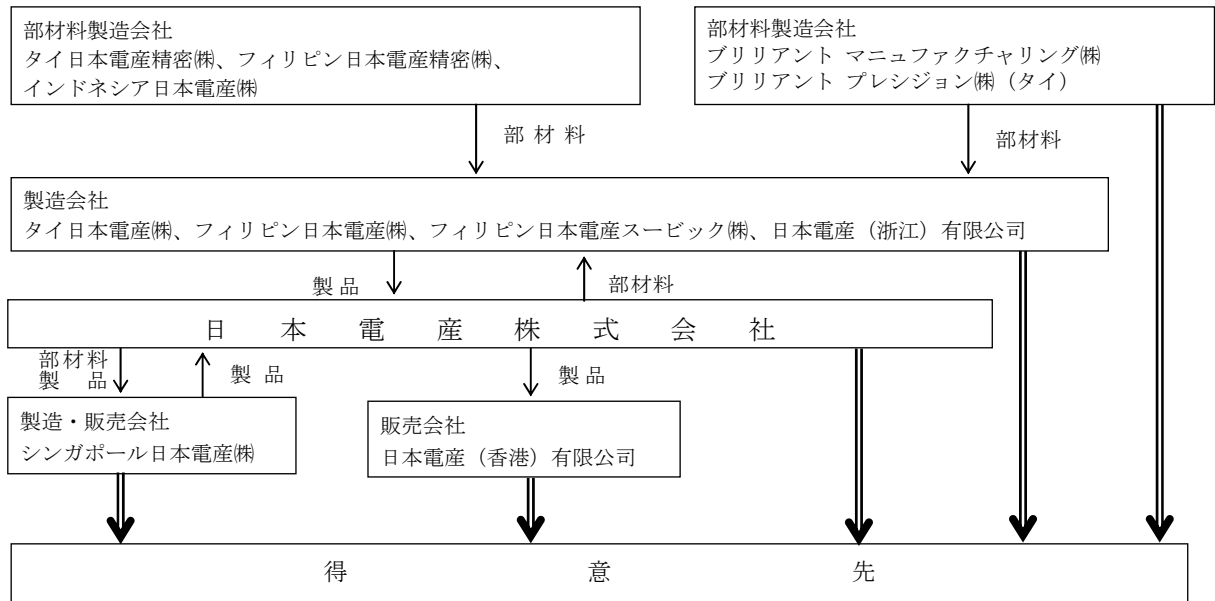 部材料製造会社
タイ日本電産精密㈱、フィリピン日本電産精密㈱、
インドネシア日本電産㈱
部材料製造会社
ブリリアント マニュファクチャリング㈱
ブリリアント プレシジョン㈱（タイ）
部 材 料
部材料
製造会社
タイ日本電産㈱、フィリピン日本電産㈱、フィリピン日本電産スービック㈱、日本電産（浙江）有限公司
製 品
部材料
日 本 電 産 株 式 会 社
部材料
製 品
製 品
製 品
製造・販売会社
シンガポール日本電産㈱
販売会社
日本電産（香港）有限公司
得 意 先